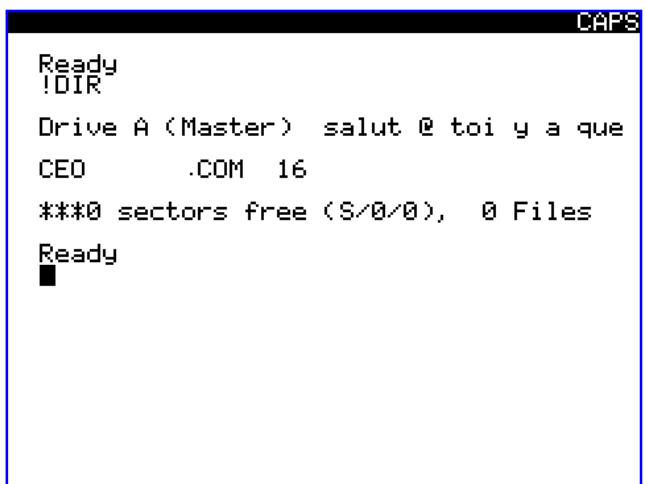 CAPS
Ready
!DIR
Drive A (Master)  salut @ toi y a que
CEO      .COM  16
***0 sectors free (S/0/0),  0 Files
Ready